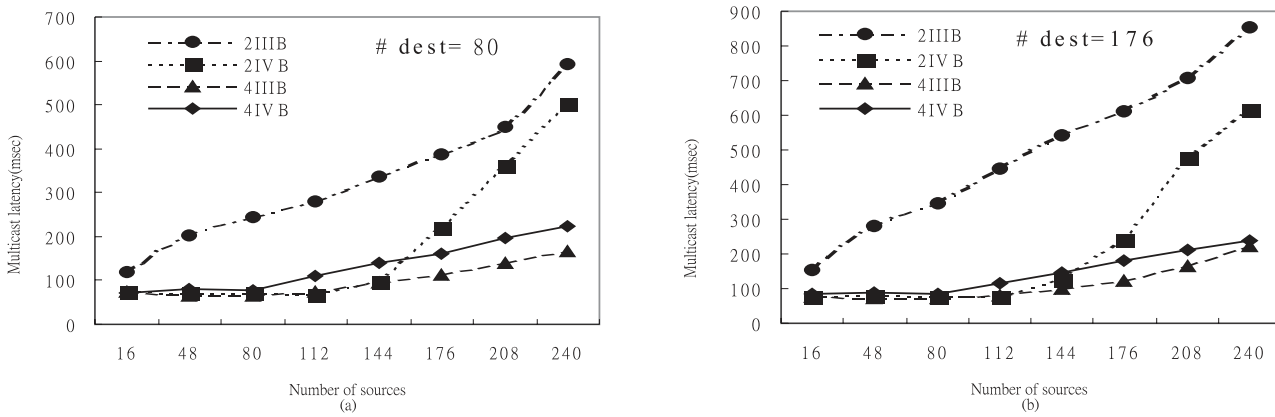 700
600
500
400
300
200
100
0
Multicast latency(msec)
2IIIB
2IV B
4IIIB
4IV B
# dest= 80
16 48 80 112 144 176 208 240
Number of sources
(a)
900
800
700
600
500
400
300
200
100
0
Multicast latency(msec)
2IIIB
2IV B
4IIIB
4IV B
# dest=176
16 48 80 112 144 176 208 240
Number of sources
(b)